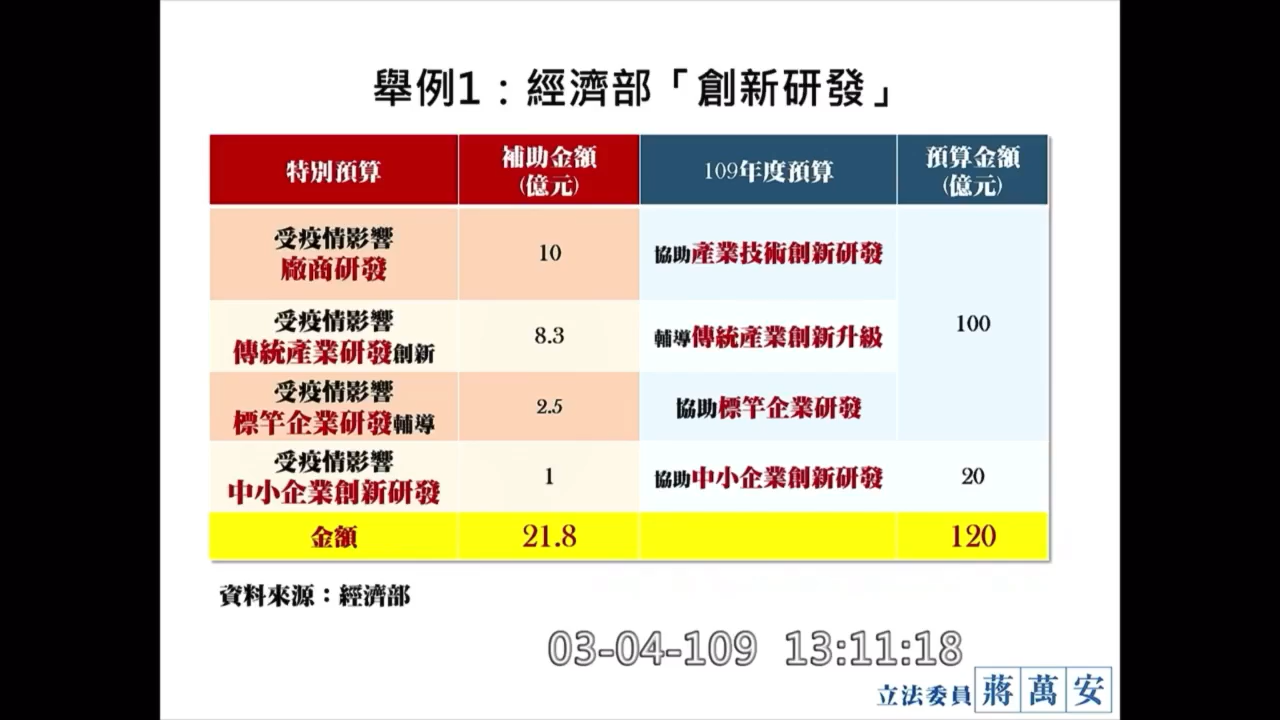 舉例1：經濟部「創新研發」
特別預算
補助金額
(億元)
109年度預算
預算金額
(億元)
受疫情影響
廠商研發
10
協助產業技術創新研發
100
受疫情影響
傳統產業研發創新
8.3
輔導傳統產業創新升級
受疫情影響
標竿企業研發輔導
2.5
協助標竿企業研發
受疫情影響
中小企業創新研發
1
協助中小企業創新研發
20
金額
21.8
120
資料來源：經濟部
03-04-109 13:11:18
立法委員 蔣萬安